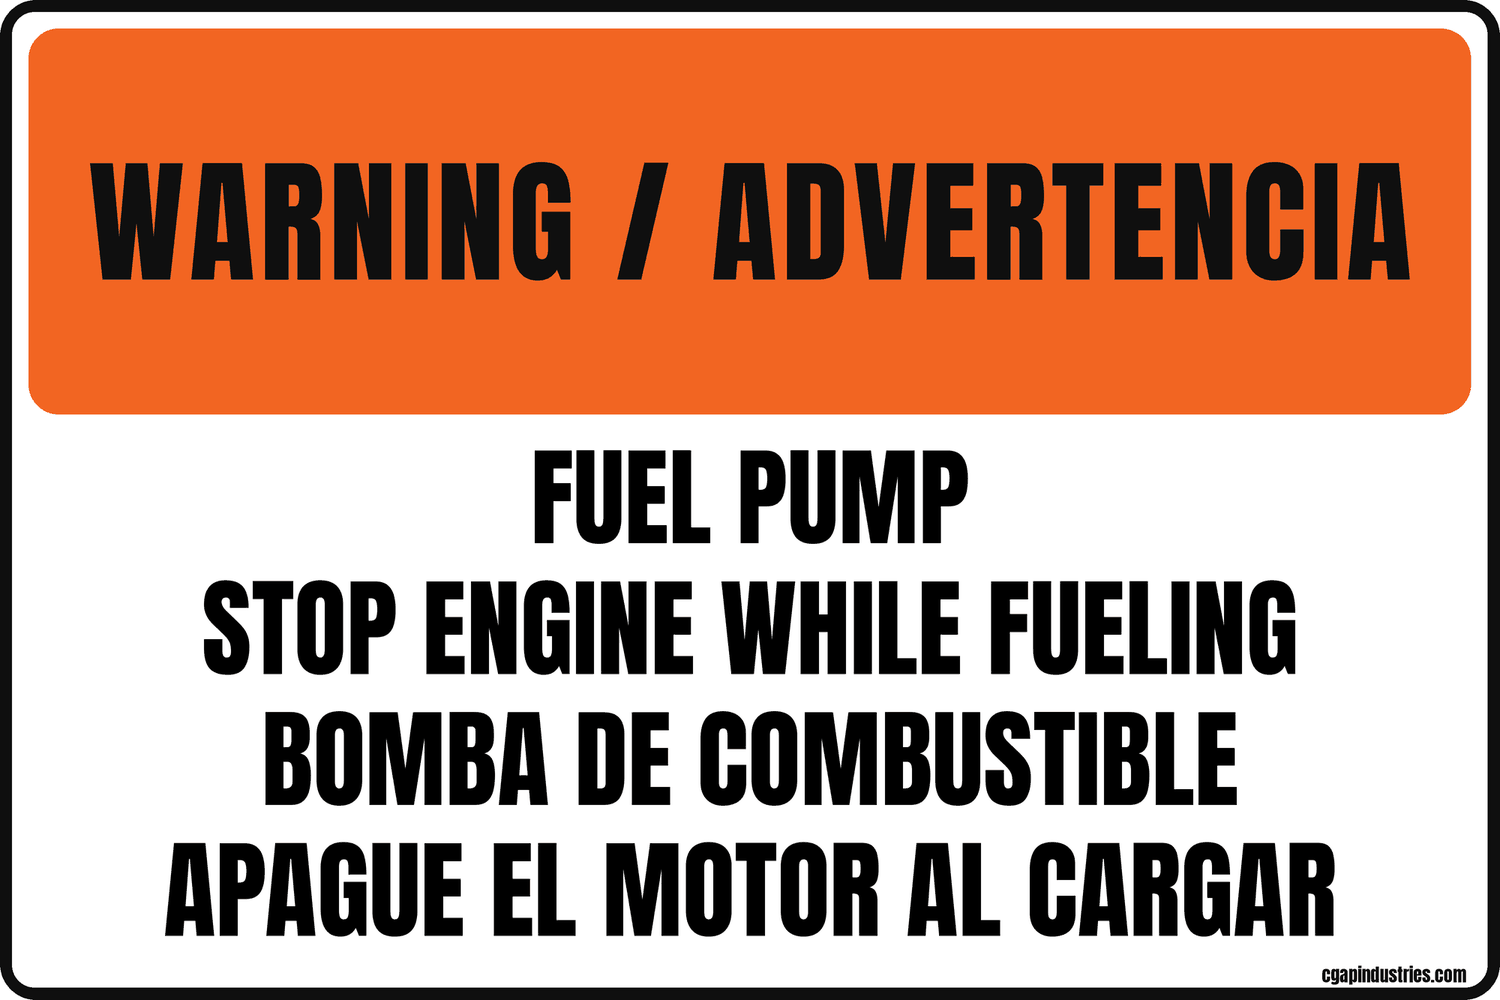 WARNING / ADVERTENCIA
FUEL PUMP
STOP ENGINE WHILE FUELING
BOMBA DE COMBUSTIBLE
APAGUE EL MOTOR AL CARGAR
cgapindustries.com